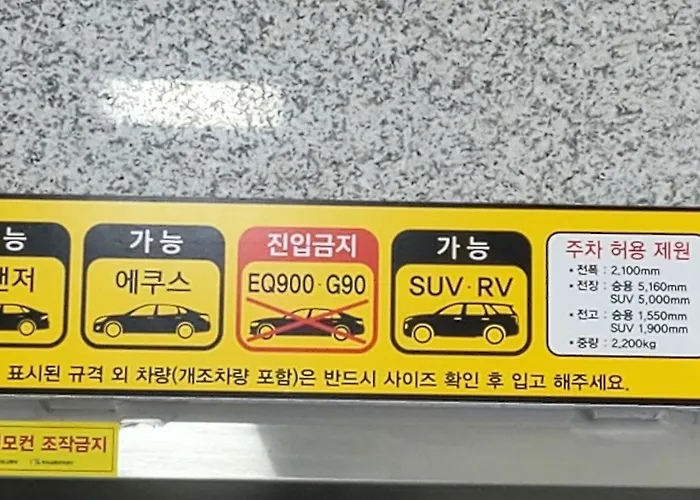 능
가능
진입금지
가능
주차 허용 제원
저
에쿠스
EQ900·G90
SUV·RV
• 전폭 : 2,100mm
• 전장 : 승용 5,160mm
SUV 5,000mm
• 전고 : 승용 1,550mm
SUV 1,900mm
• 중량 : 2,200kg
표시된 규격 외 차량(개조차량 포함)은 반드시 사이즈 확인 후 입고 해주세요.
모컨 조작금지